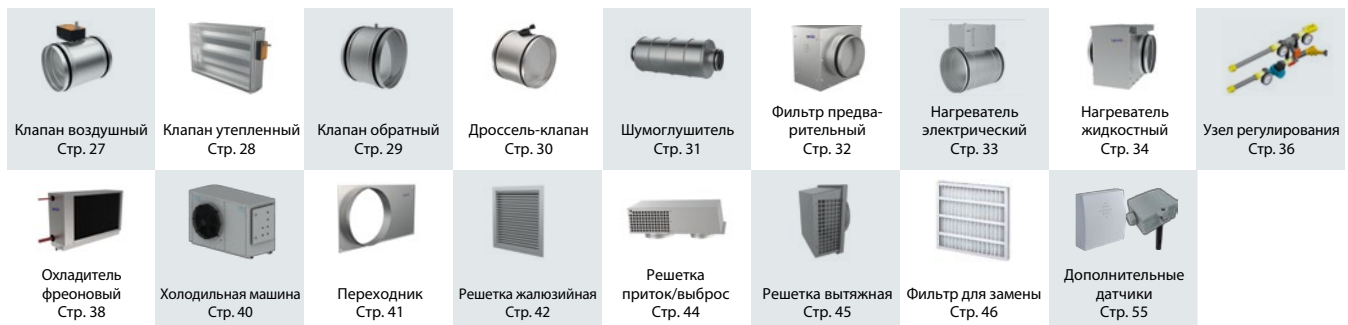 Клапан воздушный
Стр. 27
Клапан утепленный
Стр. 28
Клапан обратный
Стр. 29
Дроссель-клапан
Стр. 30
Шумоглушитель
Стр. 31
Фильтр предва-
рительный
Стр. 32
Нагреватель
электрический
Стр. 33
Нагреватель
жидкостный
Стр. 34
Узел регулирования
Стр. 36
Охладитель
фреоновый
Стр. 38
Холодильная машина
Стр. 40
Переходник
Стр. 41
Решетка жалюзийная
Стр. 42
Решетка
приток/выброс
Стр. 44
Решетка вытяжная
Стр. 45
Фильтр для замены
Стр. 46
Дополнительные
датчики
Стр. 55